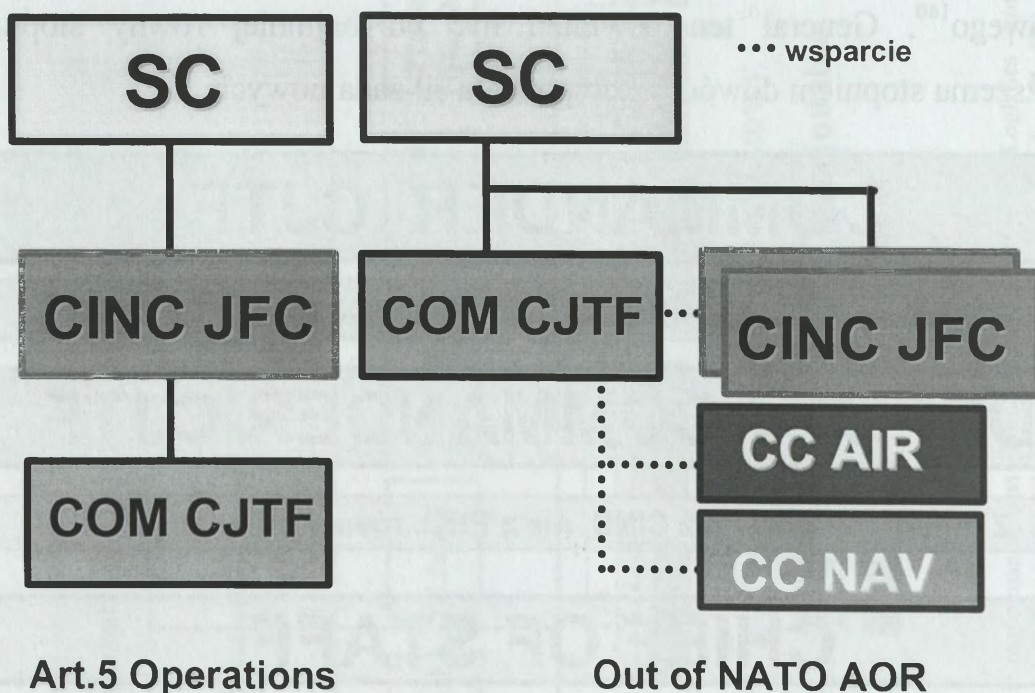 SC
CINC JFC
COM CJTF
Art.5 Operations
SC
••• wsparcie
COM CJTF
CINC JFC
CC AIR
CC NAV
Out of NATO AOR